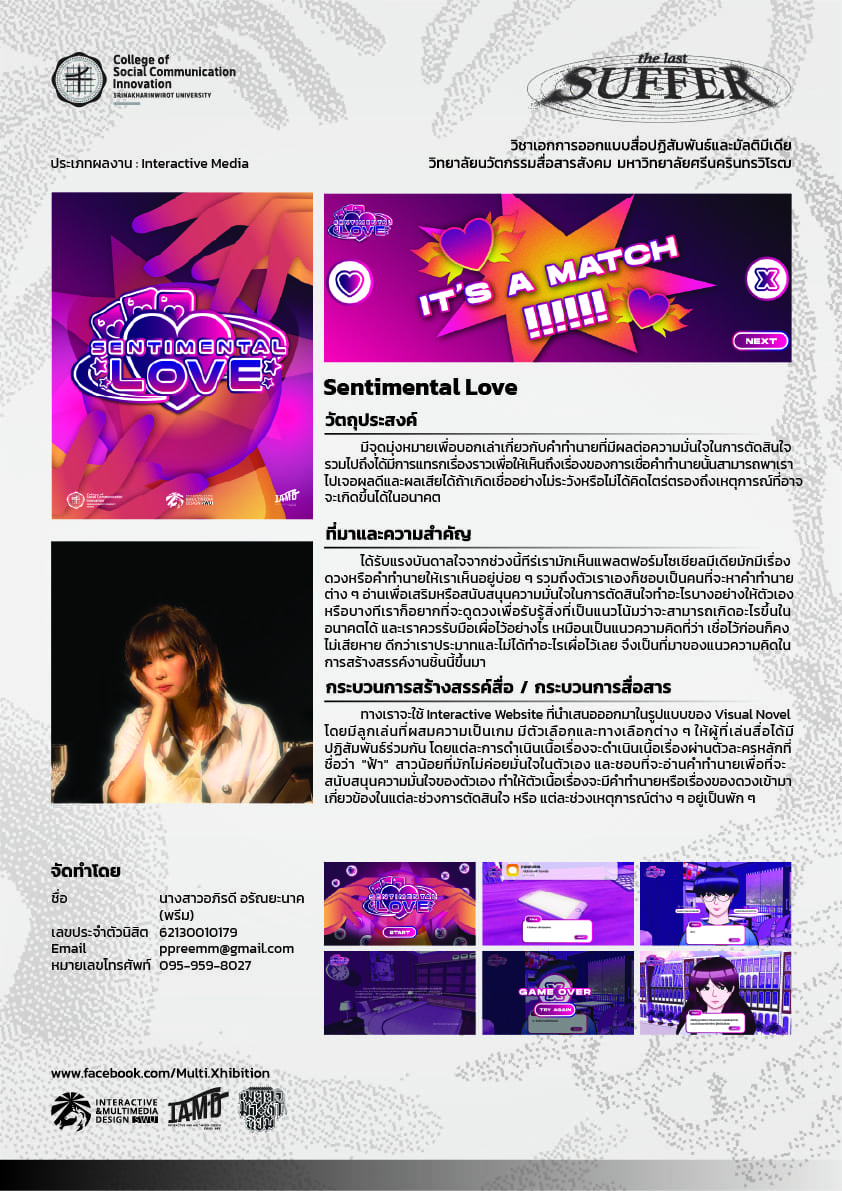 College of
Social Communication
Innovation
SRINAKHARINWIROT UNIVERSITY
the last
SUFFER
วิชาเอกการออกแบบสื่อปฏิสัมพันธ์และมัลติมีเดีย
ประเภทผลงาน : Interactive Media
วิทยาลัยนวัตกรรมสื่อสารสังคม มหาวิทยาลัยศรีนครินทรวิโรฒ
SENTIMENTAL
LOVE
SENTIMENTAL
LOVE
IT'S A MATCH
!!!!!!
X
NEXT
Sentimental Love
วัตถุประสงค์
มีจุดมุ่งหมายเพื่อบอกเล่าเกี่ยวกับคำทำนายที่มีผลต่อความมั่นใจในการตัดสินใจ
รวมไปถึงได้มีการแทรกเรื่องราวเพื่อให้เห็นถึงเรื่องของการเชื่อคำทำนายนั้นสามารถพาเรา
ไปเจอผลดีและผลเสียได้ถ้าเกิดเชื่ออย่างไม่ระวังหรือไม่ได้คิดไตร่ตรองถึงเหตุการณ์ที่อาจ
จะเกิดขึ้นได้ในอนาคต
ที่มาและความสำคัญ
ได้รับแรงบันดาลใจจากช่วงนี้ทีร่เรามักเห็นแพลตฟอร์มโซเชียลมีเดียมักมีเรื่อง
ดวงหรือคำทำนายให้เราเห็นอยู่บ่อย ๆ รวมถึงตัวเราเองก็ชอบเป็นคนที่จะหาคำทำนาย
ต่าง ๆ อ่านเพื่อเสริมหรือสนับสนุนความมั่นใจในการตัดสินใจทำอะไรบางอย่างให้ตัวเอง
หรือบางทีเราก็อยากที่จะดูดวงเพื่อรับรู้สิ่งที่เป็นแนวโน้มว่าจะสามารถเกิดอะไรขึ้นใน
อนาคตได้ และเราควรรับมือเผื่อไว้อย่างไร เหมือนเป็นแนวความคิดที่ว่า เชื่อไว้ก่อนก็คง
ไม่เสียหาย ดีกว่าเราประมาทและไม่ได้ทำอะไรเผื่อไว้เลย จึงเป็นที่มาของแนวความคิดใน
การสร้างสรรค์งานชิ้นนี้ขึ้นมา
กระบวนการสร้างสรรค์สื่อ / กระบวนการสื่อสาร
ทางเราจะใช้ Interactive Website ที่นำเสนอออกมาในรูปแบบของ Visual Novel
โดยมีลูกเล่นที่ผสมความเป็นเกม มีตัวเลือกและทางเลือกต่าง ๆ ให้ผู้ที่เล่นสื่อได้มี
ปฏิสัมพันธ์ร่วมกัน โดยแต่ละการดำเนินเนื้อเรื่องจะดำเนินเนื้อเรื่องผ่านตัวละครหลักที่
ชื่อว่า "ฟ้า" สาวน้อยที่มักไม่ค่อยมั่นใจในตัวเอง และชอบที่จะอ่านคำทำนายเพื่อที่จะ
สนับสนุนความมั่นใจของตัวเอง ทำให้ตัวเนื้อเรื่องจะมีคำทำนายหรือเรื่องของดวงเข้ามา
เกี่ยวข้องในแต่ละช่วงการตัดสินใจ หรือ แต่ละช่วงเหตุการณ์ต่าง ๆ อยู่เป็นพัก ๆ
จัดทำโดย
ชื่อ นางสาวอภิรดี อรัณยะนาค
(พรีม)
เลขประจำตัวนิสิต 62130010179
Email ppreemm@gmail.com
หมายเลขโทรศัพท์ 095-959-8027
SENTIMENTAL
LOVE
START
GAME OVER
TRY AGAIN
www.facebook.com/Multi.Xhibition
INTERACTIVE
&MULTIMEDIA
DESIGN SWU
IAMD